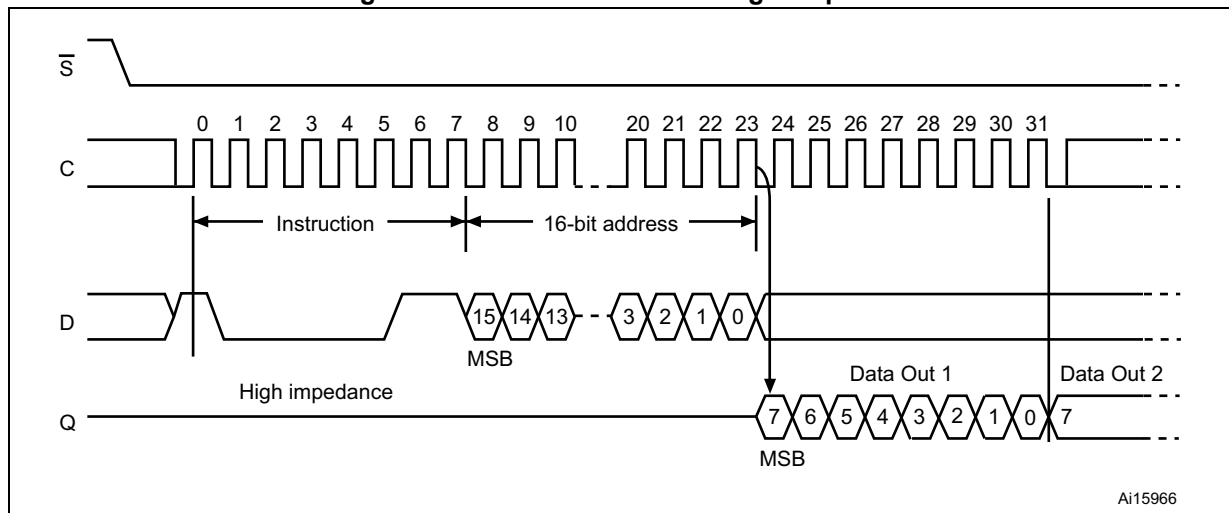 S
0 1 2 3 4 5 6 7 8 9 10 20 21 22 23 24 25 26 27 28 29 30 31
C
Instruction 16-bit address
D 15 14 13 3 2 1 0
MSB
High impedance Data Out 1 Data Out 2
Q 7 6 5 4 3 2 1 0 7
MSB
Ai15966